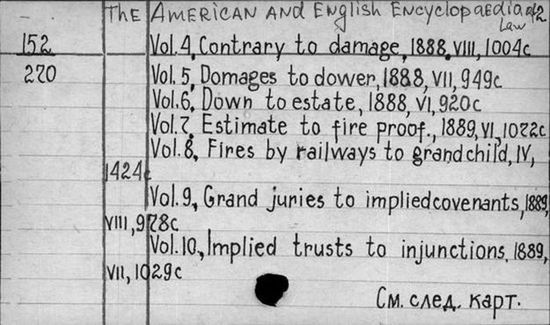 The American and English Encyclopaedia of Law 2
152 Vol. 4, Contrary to damage, 1888, VIII, 1004c
270 Vol. 5, Domages to dower, 1888, VII, 949c
Vol. 6, Down to estate, 1888, VI, 920c
Vol. 7, Estimate to fire proof., 1889, VI, 1022c
Vol. 8, Fires by railways to grandchild, IV,
1424c
Vol. 9, Grand juries to implied covenants, 1889,
VIII, 978c
Vol. 10, Implied trusts to injunctions, 1889,
VII, 1029c
См. след. карт.